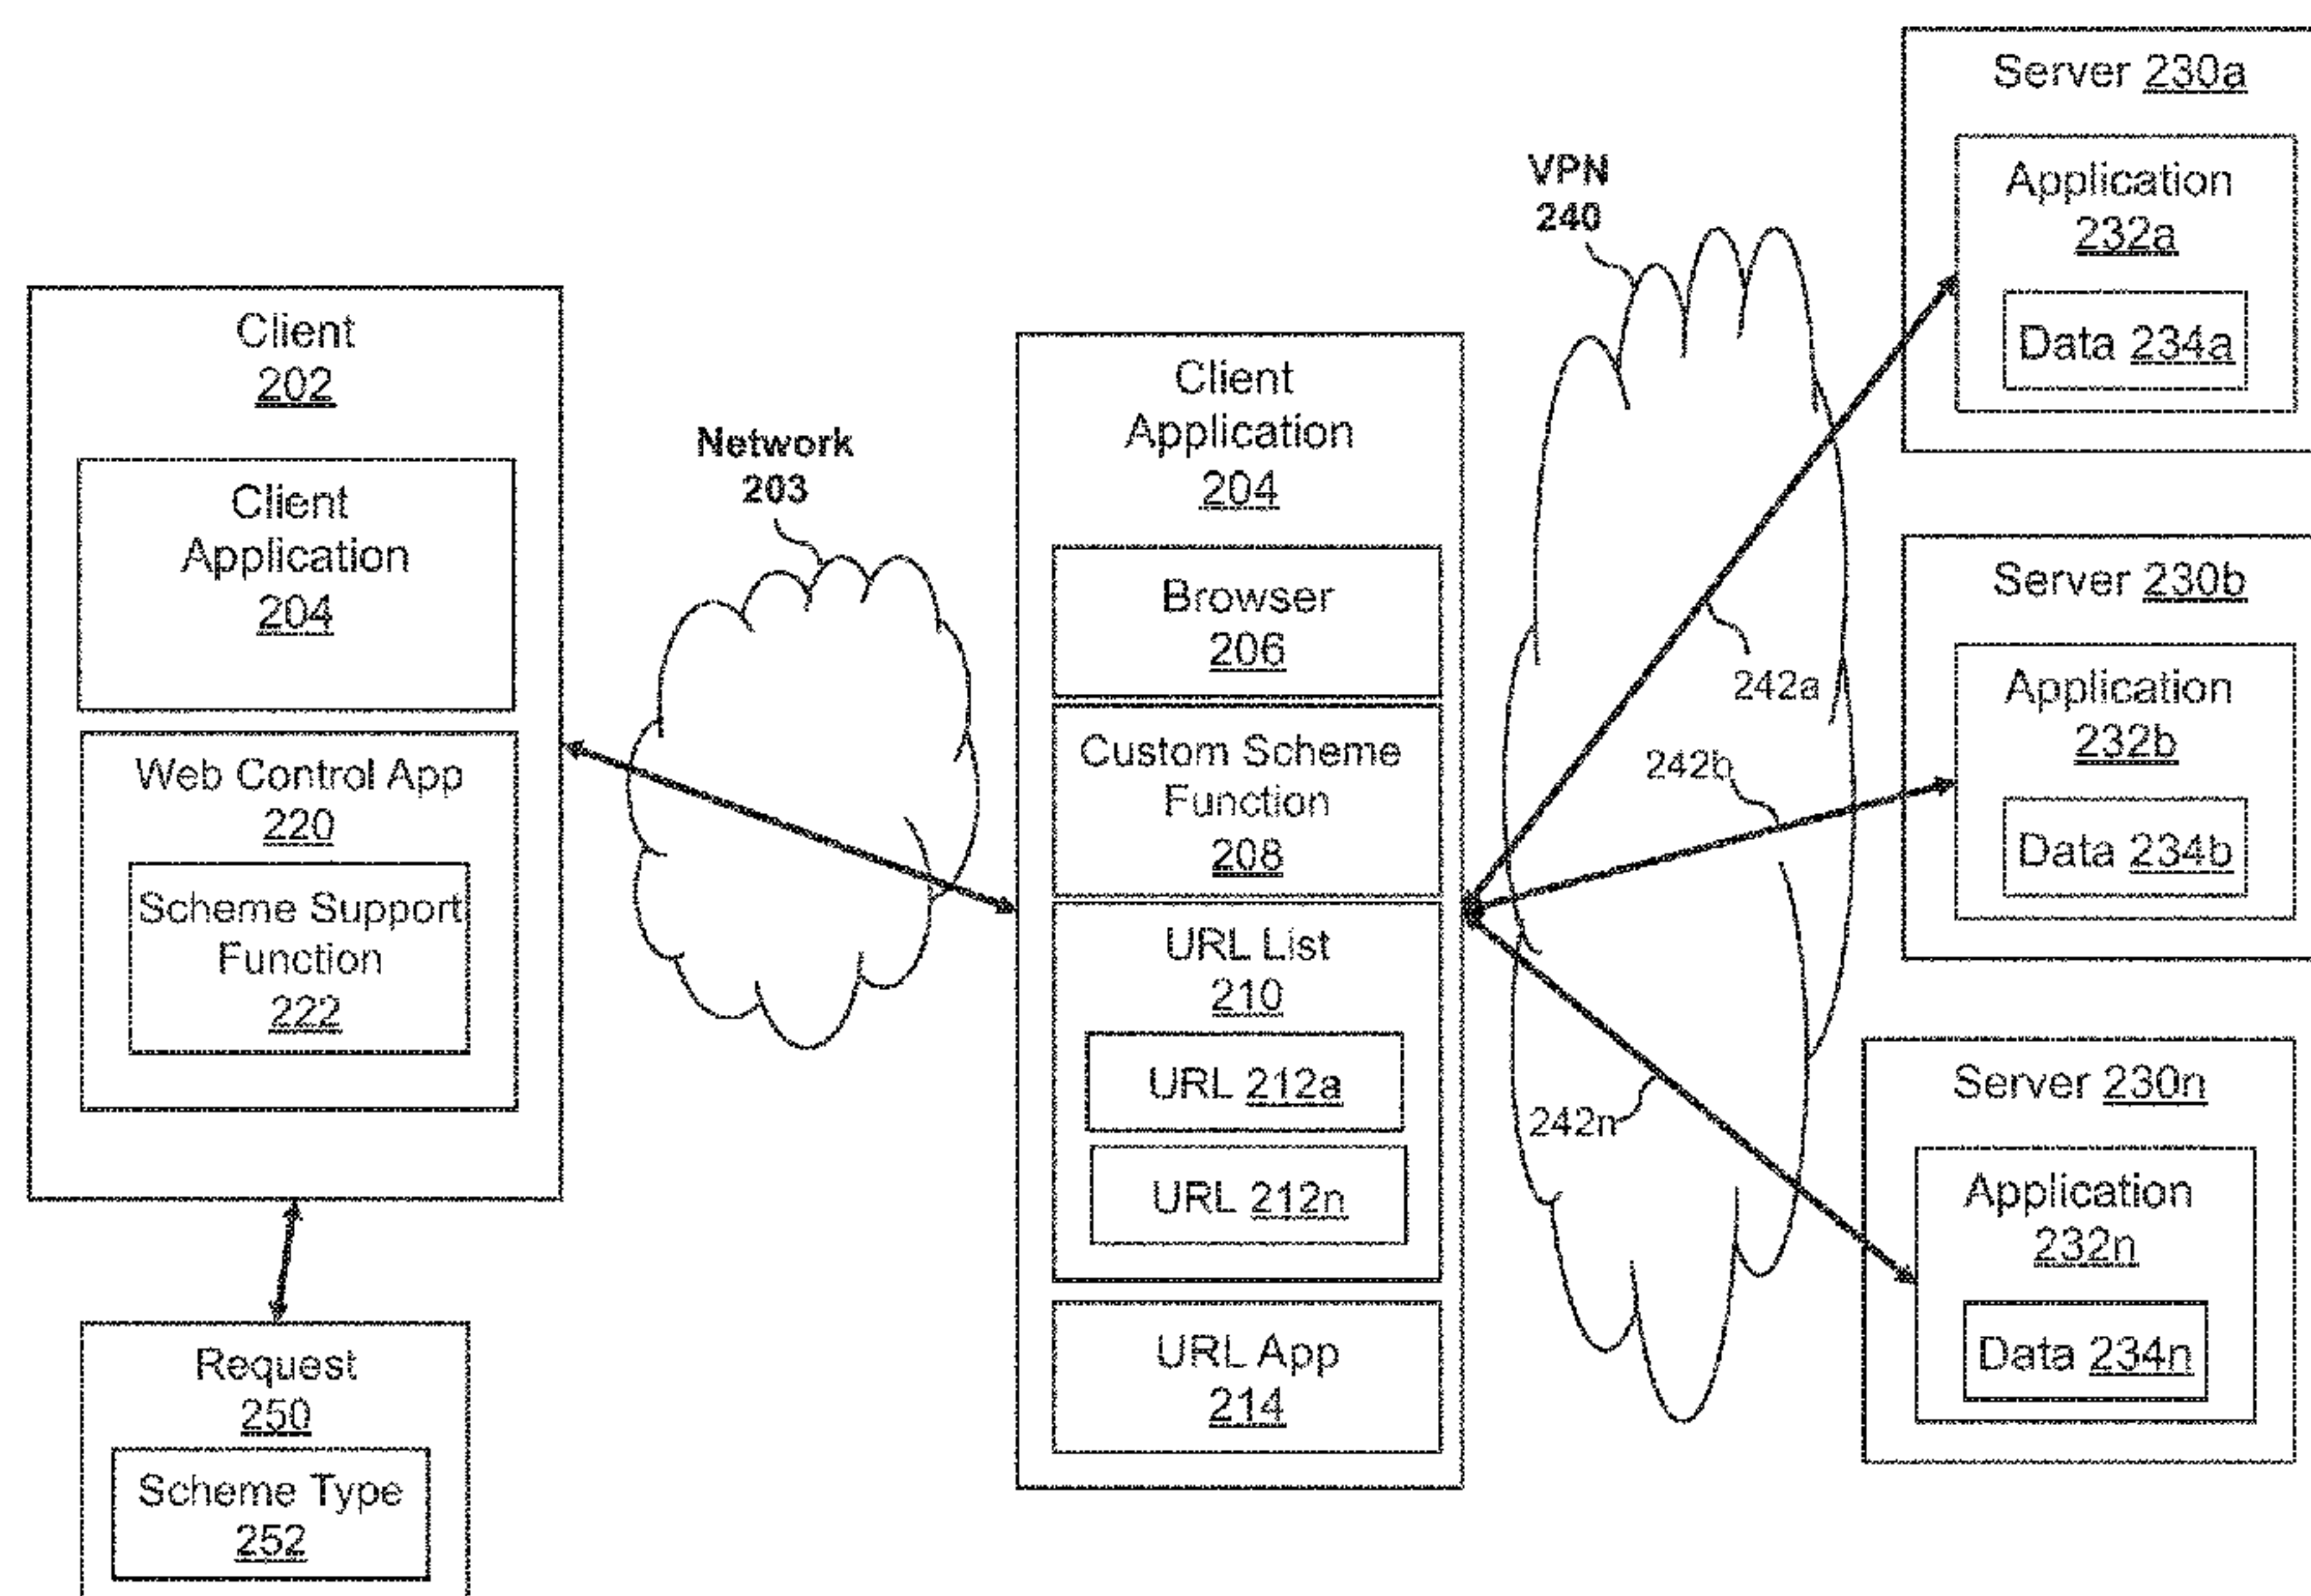 Client
202
Client
Application
204
Web Control App
220
Scheme Support
Function
222
Request
250
Scheme Type
252
Network
203
Client
Application
204
Browser
206
Custom Scheme
Function
208
URL List
210
URL 212a
URL 212n
URL App
214
VPN
240
242a
242b
242n
Server 230a
Application
232a
Data 234a
Server 230b
Application
232b
Data 234b
Server 230n
Application
232n
Data 234n